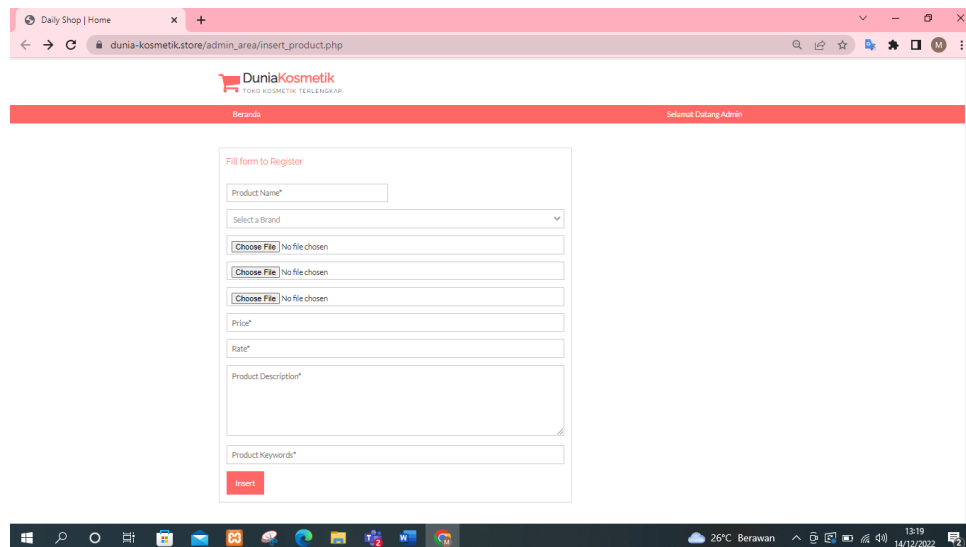 Daily Shop | Home
dunia-kosmetik.store/admin_area/insert_product.php
M
DuniaKosmetik
TOKO KOSMETIK TERLENGKAP
Beranda
Selamat Datang Admin
Fill form to Register
Product Name*
Select a Brand
Choose File No file chosen
Choose File No file chosen
Choose File No file chosen
Price*
Rate*
Product Description*
Product Keywords*
Insert
26°C Berawan
13:19
14/12/2022